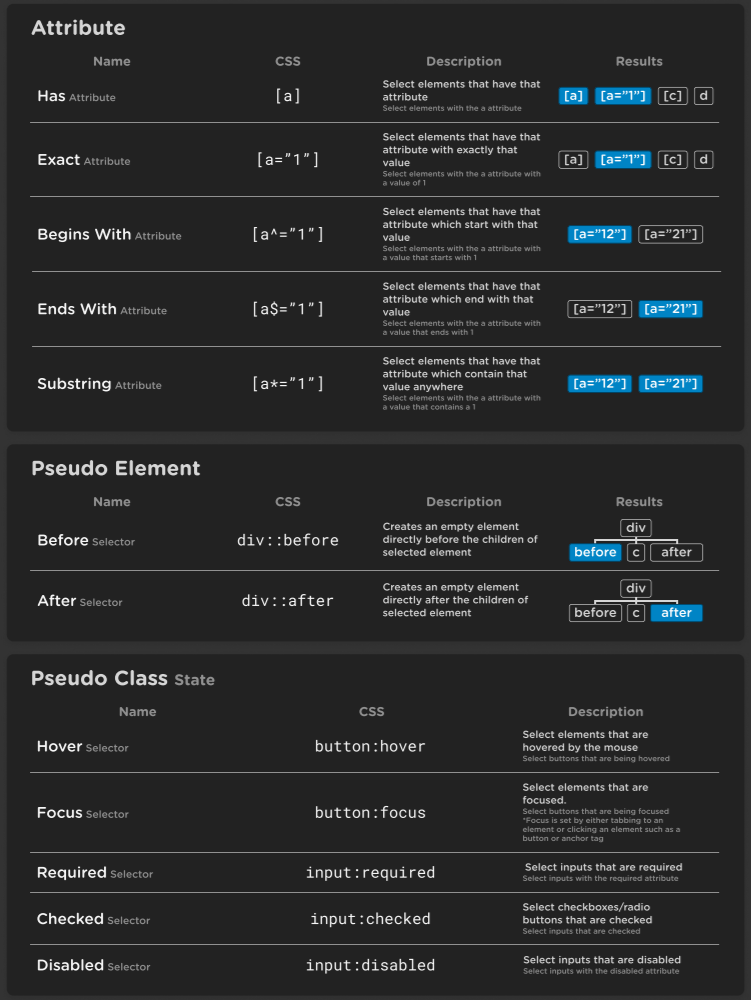 Attribute
Name CSS Description Results
Has Attribute [a] Select elements that have that
attribute
Select elements with the a attribute
[a] [a=”1”] [c] d
Exact Attribute [a=”1”] Select elements that have that
attribute with exactly that
value
Select elements with the a attribute with
a value of 1
[a] [a=”1”] [c] d
Begins With Attribute [a^=”1”] Select elements that have that
attribute which start with that
value
Select elements with the a attribute with
a value that starts with 1
[a=”12”] [a=”21”]
Ends With Attribute [a$=”1”] Select elements that have that
attribute which end with that
value
Select elements with the a attribute with
a value that ends with 1
[a=”12”] [a=”21”]
Substring Attribute [a*=”1”] Select elements that have that
attribute which contain that
value anywhere
Select elements with the a attribute with
a value that contains a 1
[a=”12”] [a=”21”]
Pseudo Element
Name CSS Description Results
Before Selector div::before Creates an empty element
directly before the children of
selected element
div
before c after
After Selector div::after Creates an empty element
directly after the children of
selected element
div
before c after
Pseudo Class State
Name CSS Description
Hover Selector button:hover Select elements that are
hovered by the mouse
Select buttons that are being hovered
Focus Selector button:focus Select elements that are
focused.
Select buttons that are being focused
*Focus is set by either tabbing to an
element or clicking an element such as a
button or anchor tag
Required Selector input:required Select inputs that are required
Select inputs with the required attribute
Checked Selector input:checked Select checkboxes/radio
buttons that are checked
Select inputs that are checked
Disabled Selector input:disabled Select inputs that are disabled
Select inputs with the disabled attribute